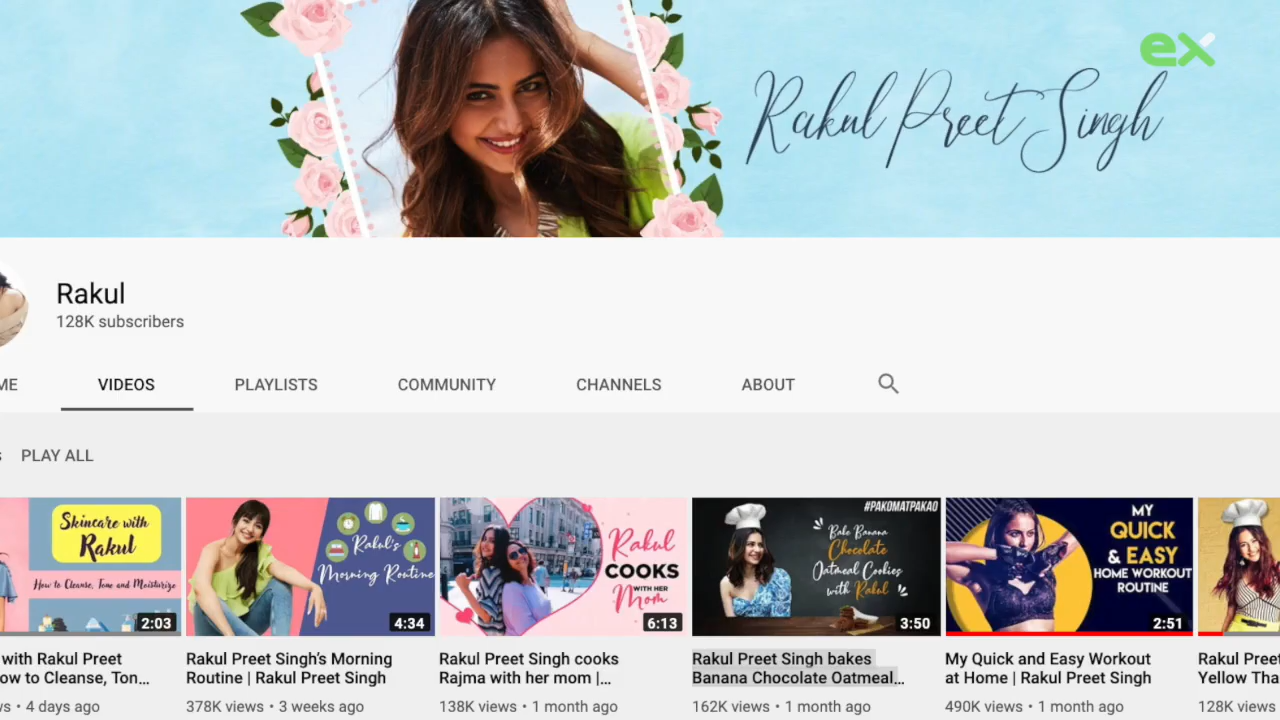 ex
Rakul Preet Singh
Rakul
128K subscribers
ME
VIDEOS
PLAYLISTS
COMMUNITY
CHANNELS
ABOUT
s
PLAY ALL
Skincare with
Rakul
How to Cleanse, Tone and Moisturize
2:03
Rakul's
Morning Routine
4:34
Rakul
COOKS
WITH HER
Mom
6:13
#PAKOMATPAKAO
Bake Banana
Chocolate
Oatmeal Cookies
with Rakul
3:50
MY
QUICK
& EASY
HOME WORKOUT
ROUTINE
2:51
with Rakul Preet
ow to Cleanse, Ton...
ws • 4 days ago
Rakul Preet Singh's Morning
Routine | Rakul Preet Singh
378K views • 3 weeks ago
Rakul Preet Singh cooks
Rajma with her mom |...
138K views • 1 month ago
Rakul Preet Singh bakes
Banana Chocolate Oatmeal...
162K views • 1 month ago
My Quick and Easy Workout
at Home | Rakul Preet Singh
490K views • 1 month ago
Rakul Preet
Yellow Tha
128K views